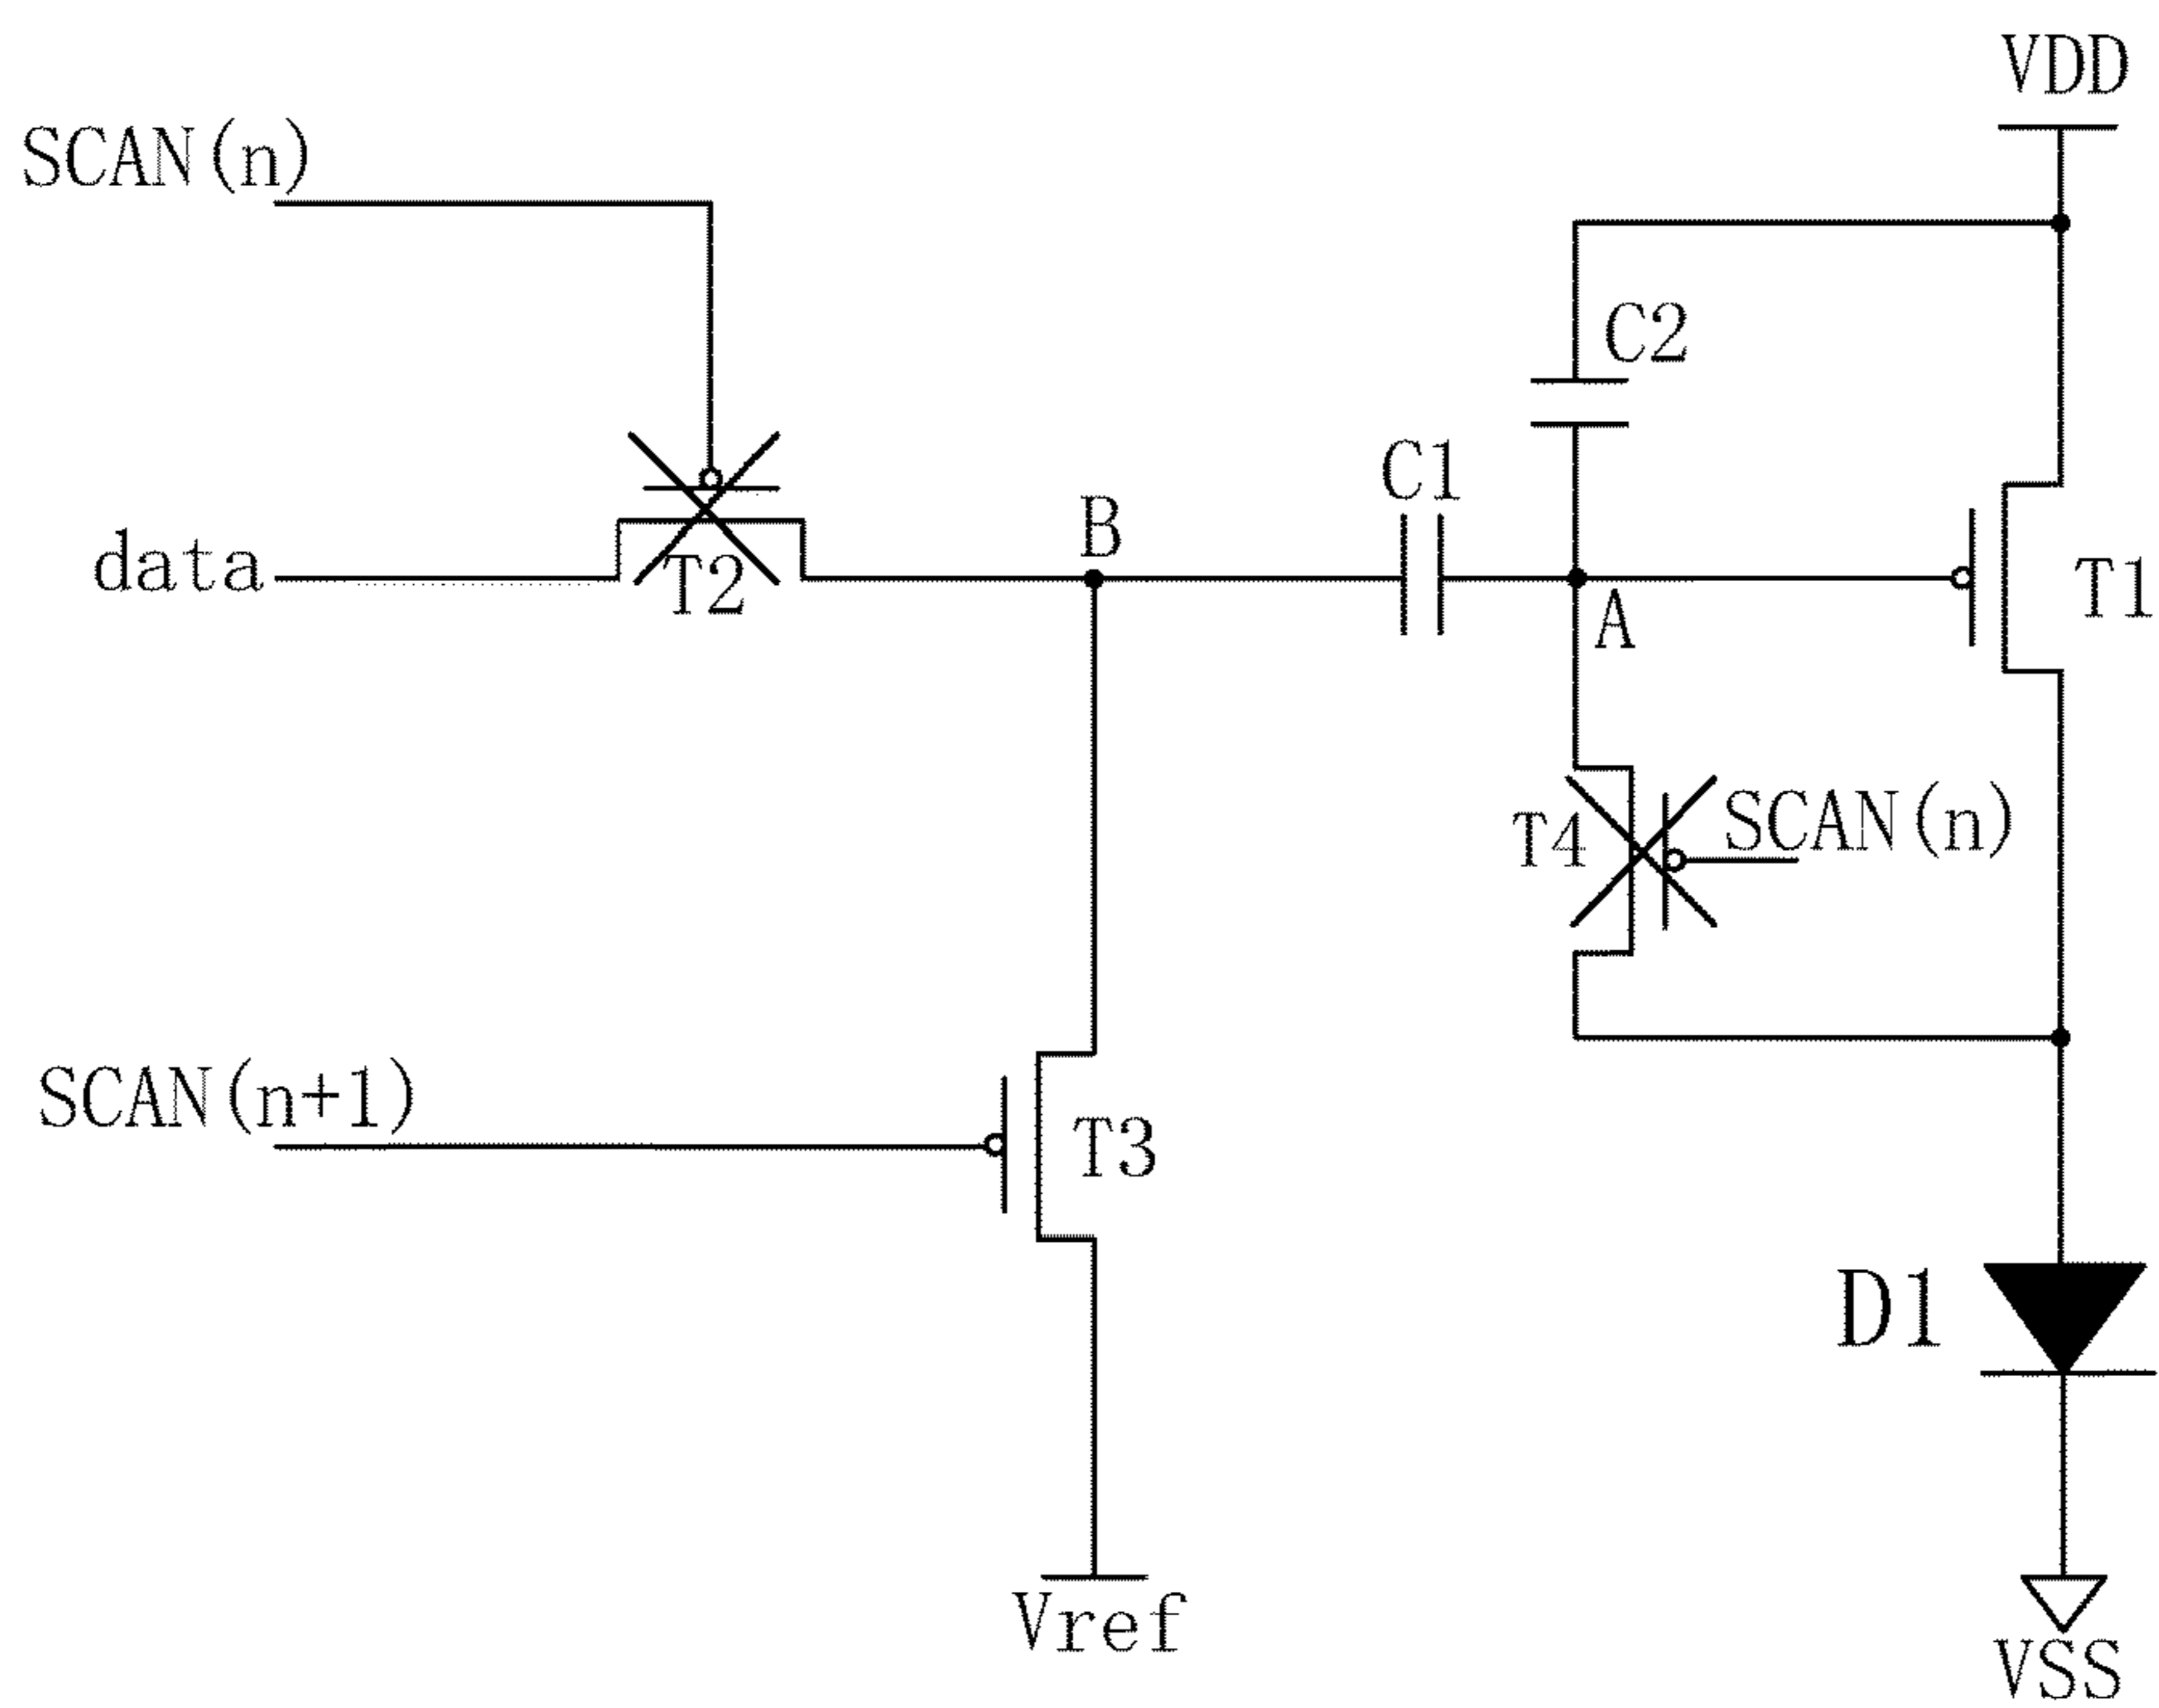 VDD
SCAN(n)
C2
C1
B
data
T2
T1
A
T4
SCAN(n)
SCAN(n+1)
T3
D1
Vref
VSS